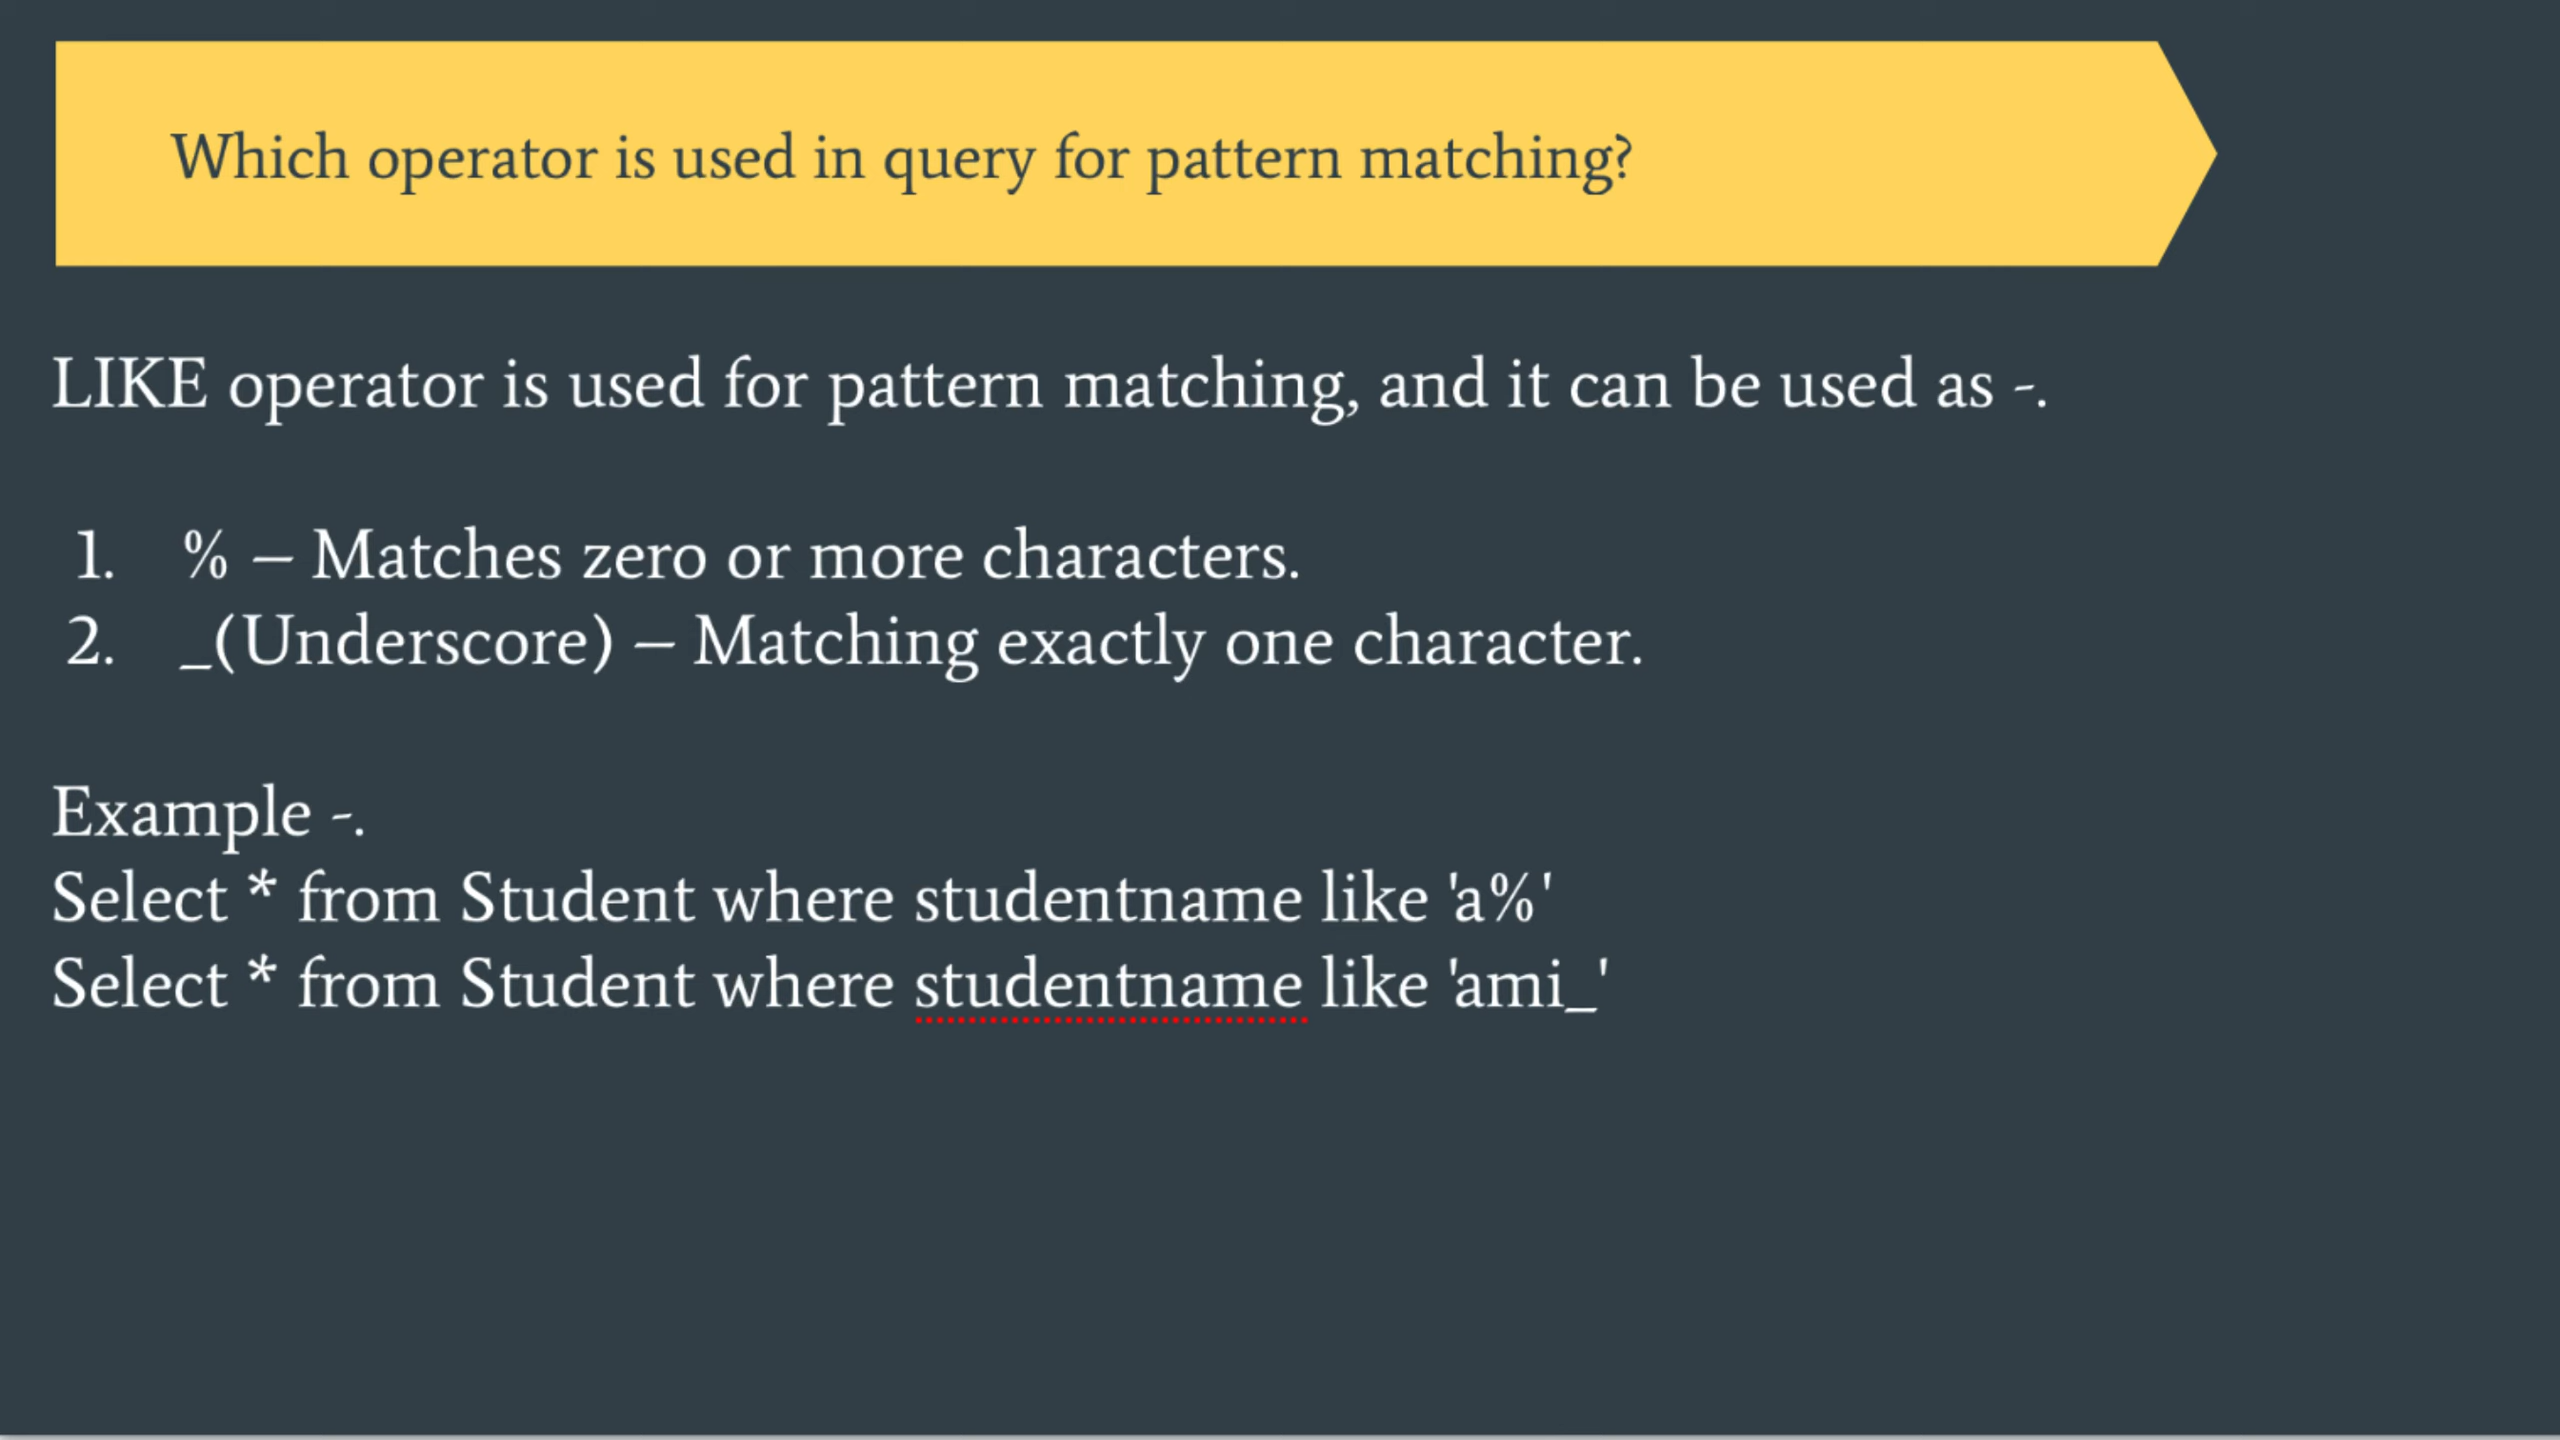 Which operator is used in query for pattern matching?
LIKE operator is used for pattern matching, and it can be used as -.
1. % – Matches zero or more characters.
2. _(Underscore) – Matching exactly one character.
Example -.
Select * from Student where studentname like 'a%'
Select * from Student where studentname like 'ami_'